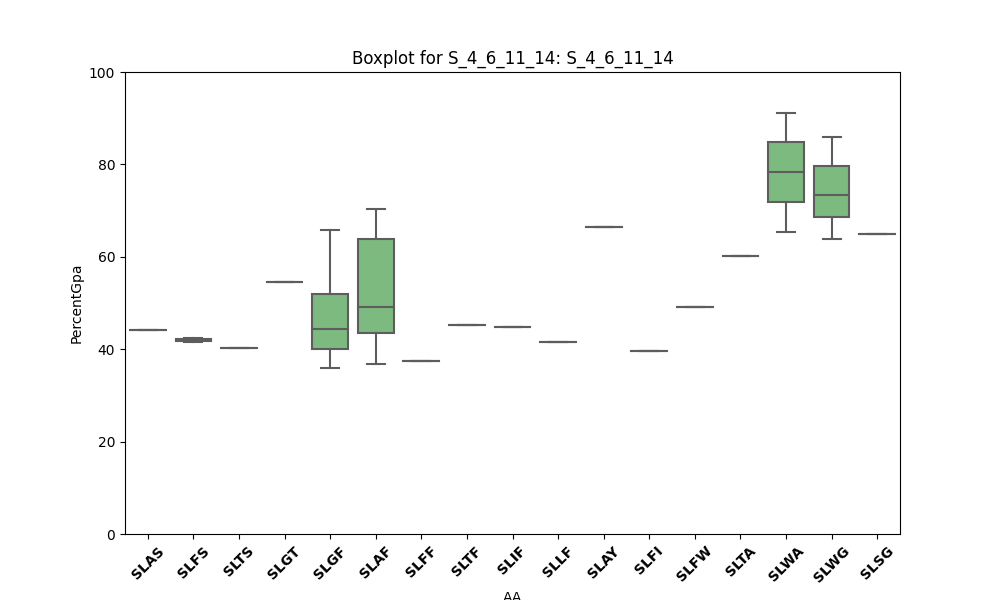 Boxplot for S_4_6_11_14: S_4_6_11_14
100
80
60
40
20
0
PercentGpa
SLAS SLFS SLTS SLGT SLGF SLAF SLFF SLTF SLIF SLLF SLAY SLFI SLFW SLTA SLWA SLWG SLSG
AA